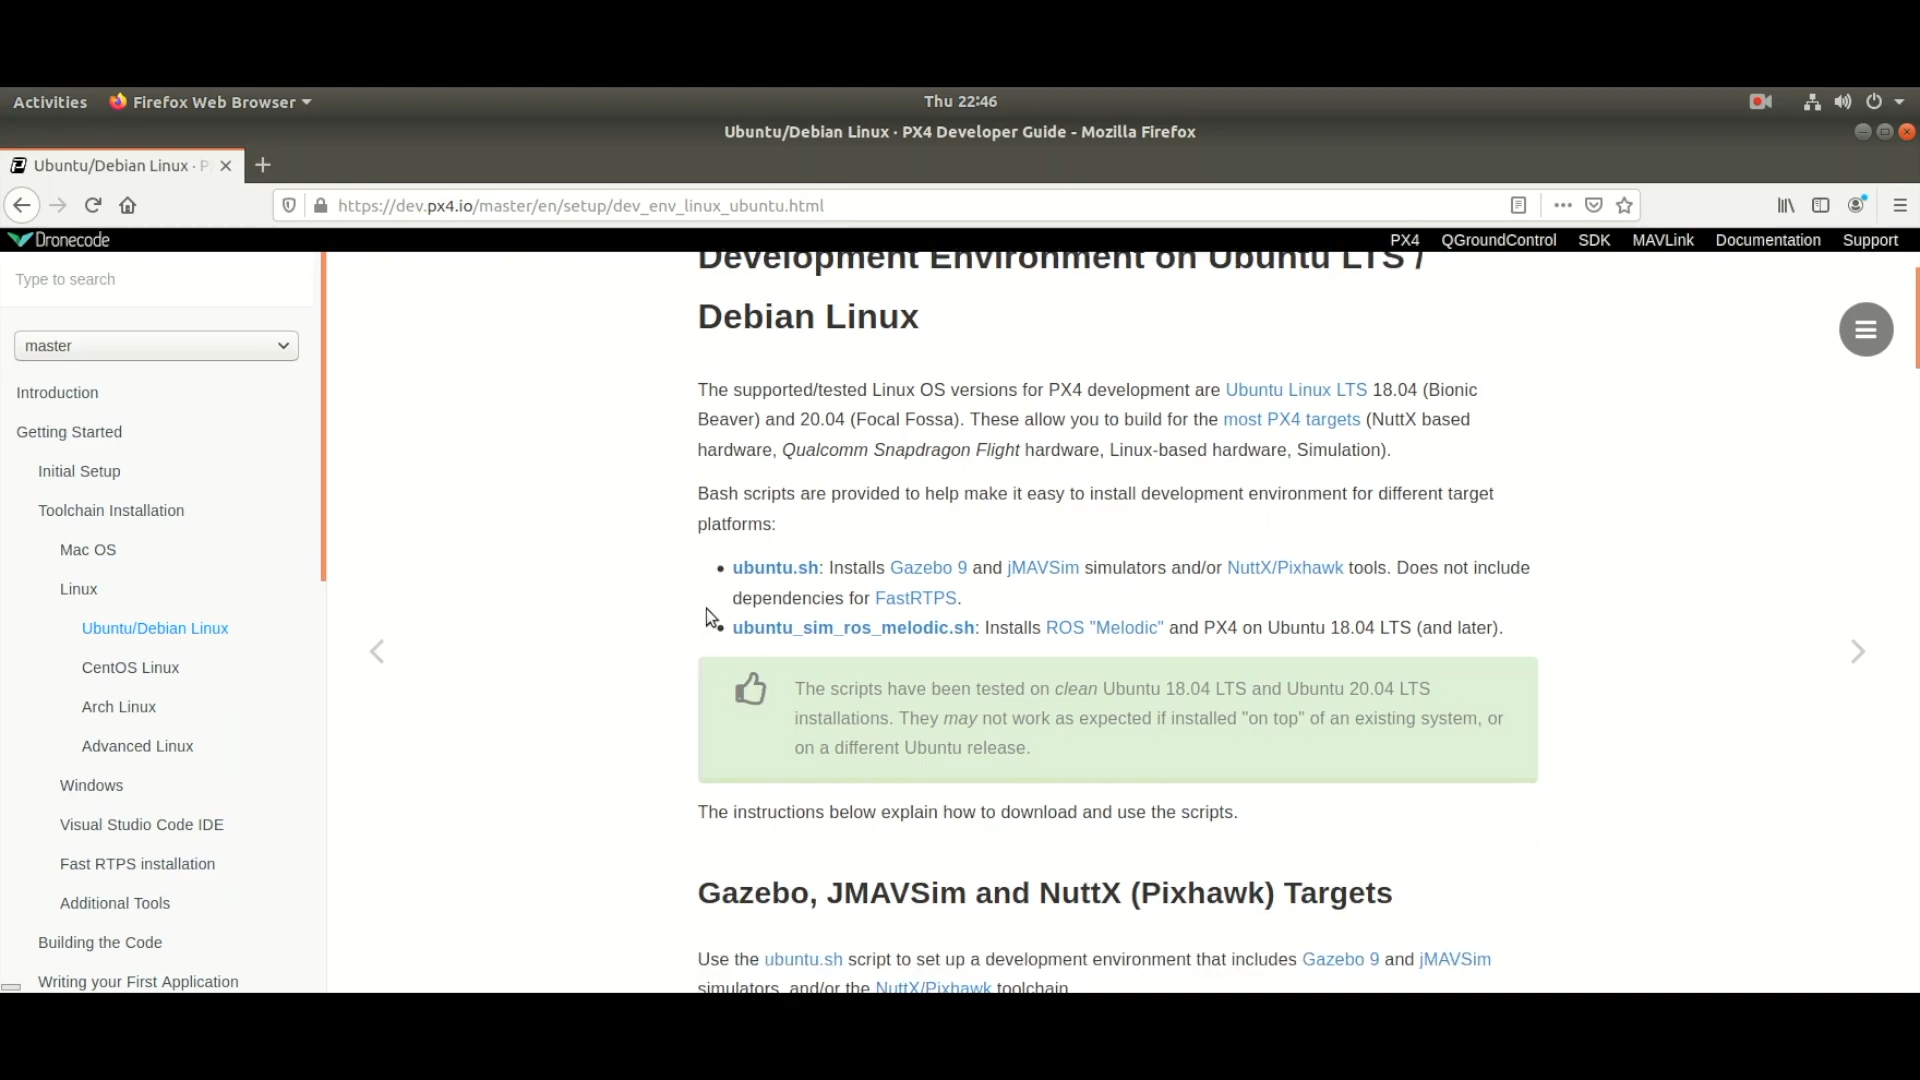 Activities Firefox Web Browser Thu 22:46
Ubuntu/Debian Linux · PX4 Developer Guide - Mozilla Firefox
Ubuntu/Debian Linux · P
https://dev.px4.io/master/en/setup/dev_env_linux_ubuntu.html
Dronecode PX4 QGroundControl SDK MAVLink Documentation Support
Type to search
master
Introduction
Getting Started
Initial Setup
Toolchain Installation
Mac OS
Linux
Ubuntu/Debian Linux
CentOS Linux
Arch Linux
Advanced Linux
Windows
Visual Studio Code IDE
Fast RTPS installation
Additional Tools
Building the Code
Writing your First Application
Development Environment on Ubuntu LTS /
Debian Linux
The supported/tested Linux OS versions for PX4 development are Ubuntu Linux LTS 18.04 (Bionic
Beaver) and 20.04 (Focal Fossa). These allow you to build for the most PX4 targets (NuttX based
hardware, Qualcomm Snapdragon Flight hardware, Linux-based hardware, Simulation).
Bash scripts are provided to help make it easy to install development environment for different target
platforms:
• ubuntu.sh: Installs Gazebo 9 and jMAVSim simulators and/or NuttX/Pixhawk tools. Does not include
dependencies for FastRTPS.
• ubuntu_sim_ros_melodic.sh: Installs ROS "Melodic" and PX4 on Ubuntu 18.04 LTS (and later).
The scripts have been tested on clean Ubuntu 18.04 LTS and Ubuntu 20.04 LTS
installations. They may not work as expected if installed "on top" of an existing system, or
on a different Ubuntu release.
The instructions below explain how to download and use the scripts.
Gazebo, JMAVSim and NuttX (Pixhawk) Targets
Use the ubuntu.sh script to set up a development environment that includes Gazebo 9 and jMAVSim
simulators, and/or the NuttX/Pixhawk toolchain.